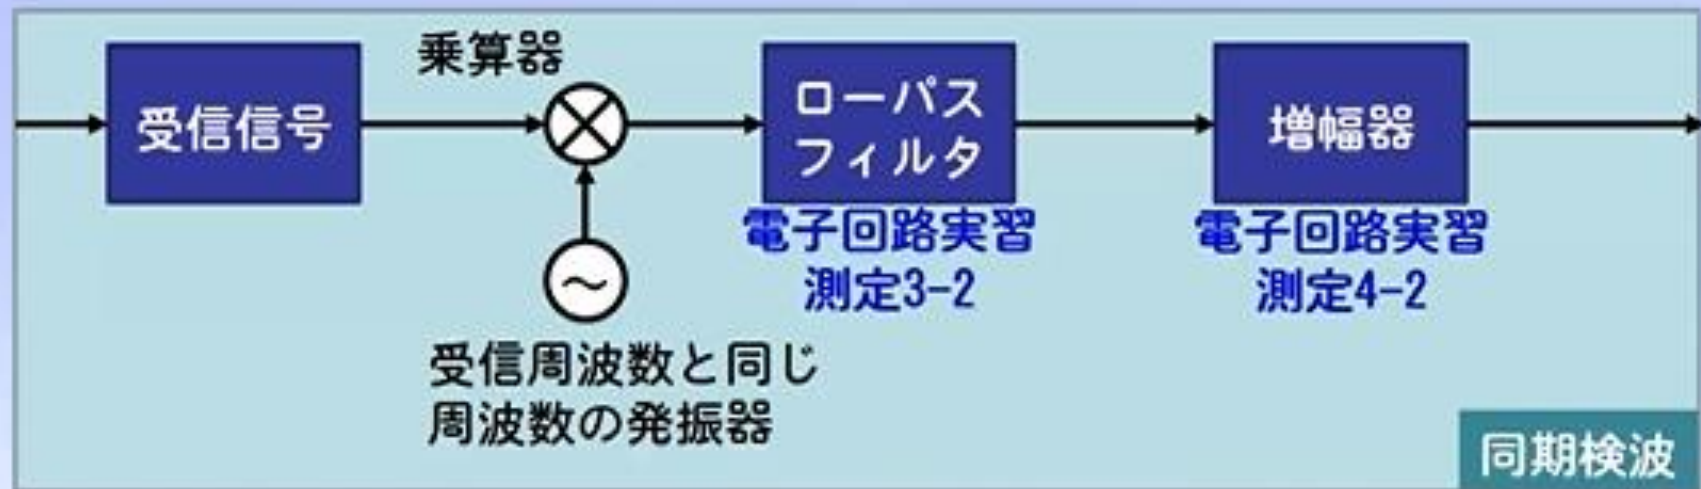 乗算器
受信信号
ローパス
フィルタ
増幅器
電子回路実習
測定3-2
電子回路実習
測定4-2
～
受信周波数と同じ
周波数の発振器
同期検波